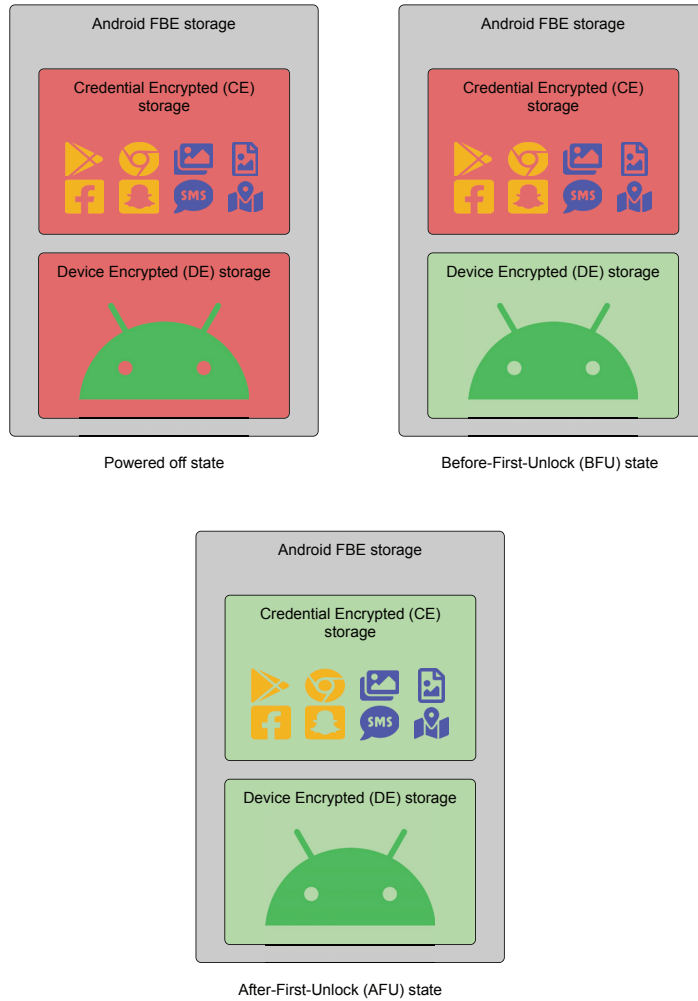 Android FBE storage
Credential Encrypted (CE)
storage
SMS
Device Encrypted (DE) storage
Powered off state
Android FBE storage
Credential Encrypted (CE)
storage
SMS
Device Encrypted (DE) storage
Before-First-Unlock (BFU) state
Android FBE storage
Credential Encrypted (CE)
storage
SMS
Device Encrypted (DE) storage
After-First-Unlock (AFU) state